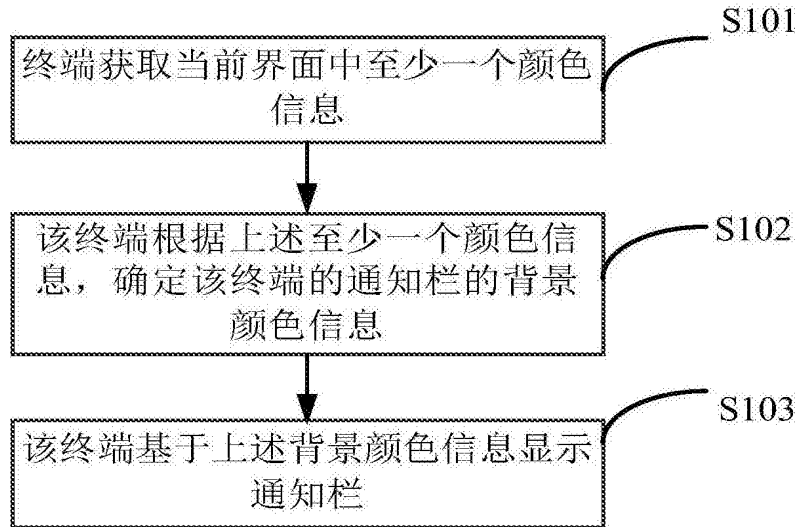 S101
终端获取当前界面中至少一个颜色
信息
S102
该终端根据上述至少一个颜色信
息，确定该终端的通知栏的背景
颜色信息
S103
该终端基于上述背景颜色信息显示
通知栏